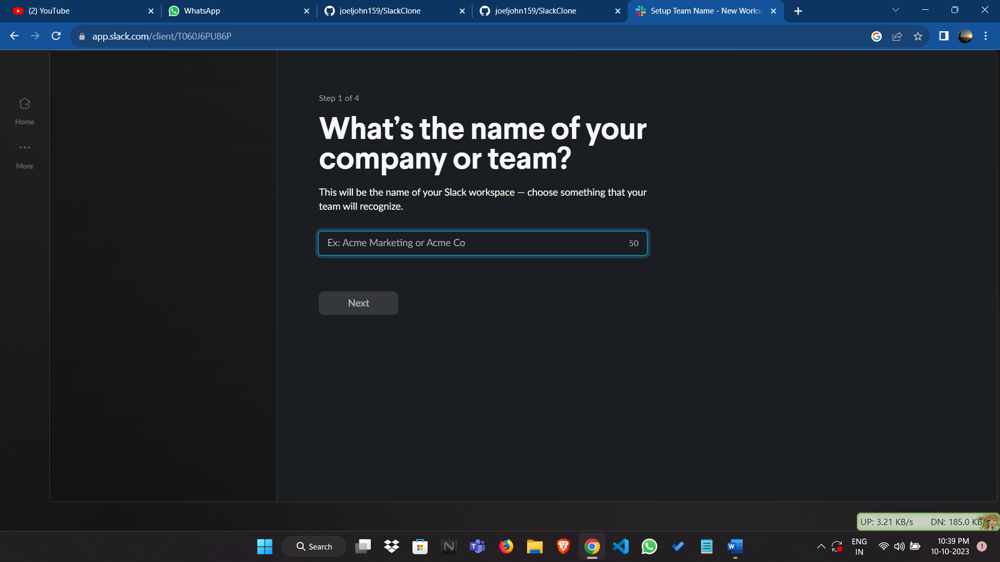 (2) YouTube
WhatsApp
joeljohn159/SlackClone
joeljohn159/SlackClone
Setup Team Name - New Works
app.slack.com/client/T060J6PU86P
Home
More
Step 1 of 4
What's the name of your
company or team?
This will be the name of your Slack workspace — choose something that your
team will recognize.
Ex: Acme Marketing or Acme Co
50
Next
UP: 3.21 KB/s
DN: 185.0 KB/s
Search
ENG
IN
10:39 PM
10-10-2023
1